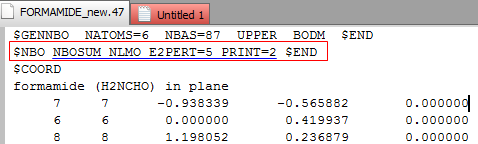 FORMAMIDE_new.47 Untitled 1
$GENNBO NATOMS=6 NBAS=87 UPPER BODM $END
$NBO NBOSUM NLMO E2PERT=5 PRINT=2 $END
$COORD
formamide (H2NCHO) in plane
7 7 -0.938339 -0.565882 0.000000
6 6 0.000000 0.419937 0.000000
8 8 1.198052 0.236879 0.000000